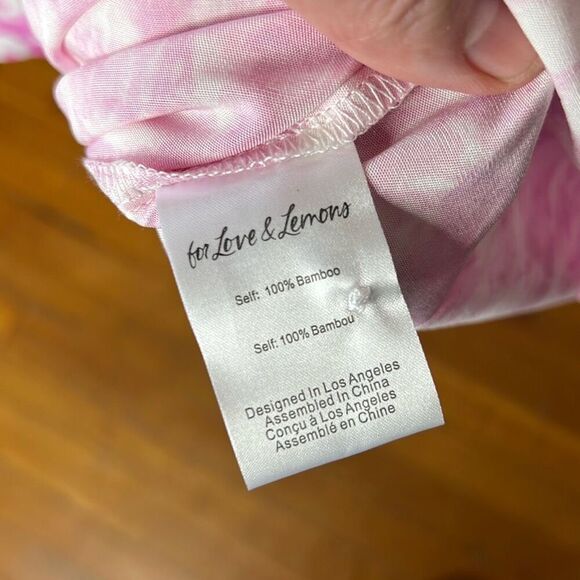 for Love & Lemons
Self: 100% Bamboo
Self: 100% Bambou
Designed In Los Angeles
Assembled In China
Conçu à Los Angeles
Assemblé en Chine